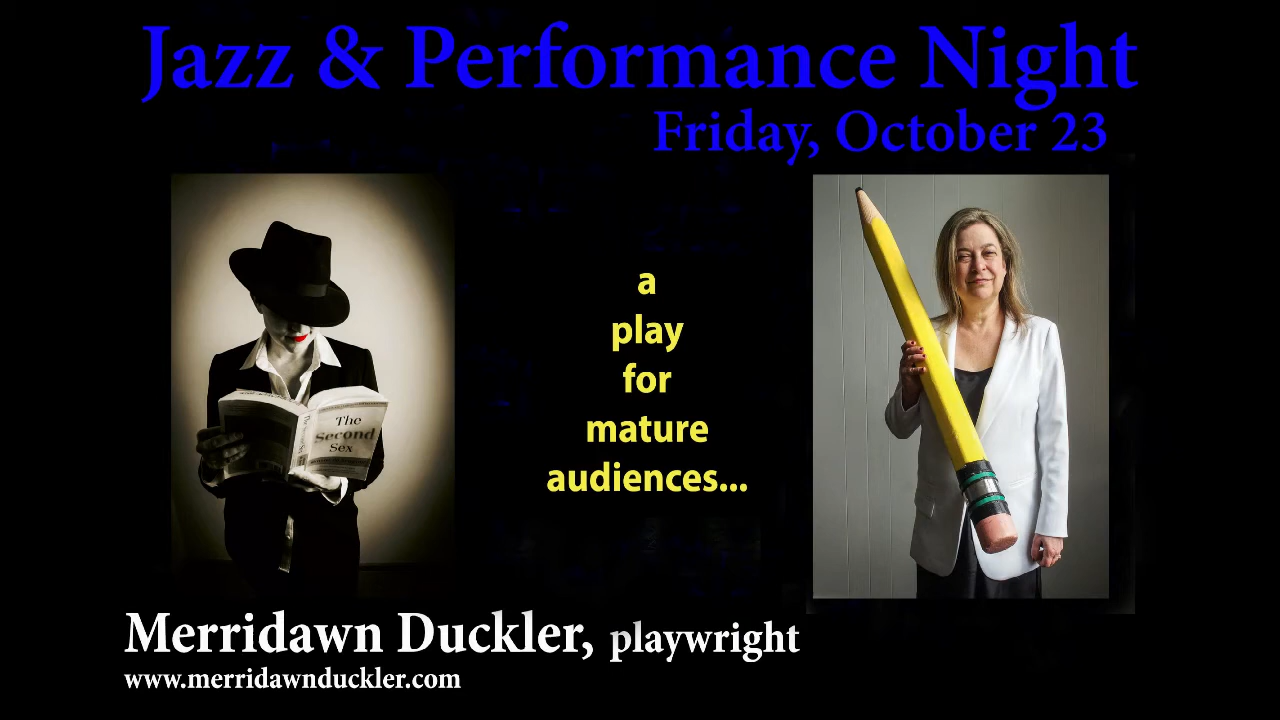 Jazz & Performance Night
Friday, October 23
a
play
for
mature
audiences...
The
Second
Sex
Merridawn Duckler, playwright
www.merridawnduckler.com